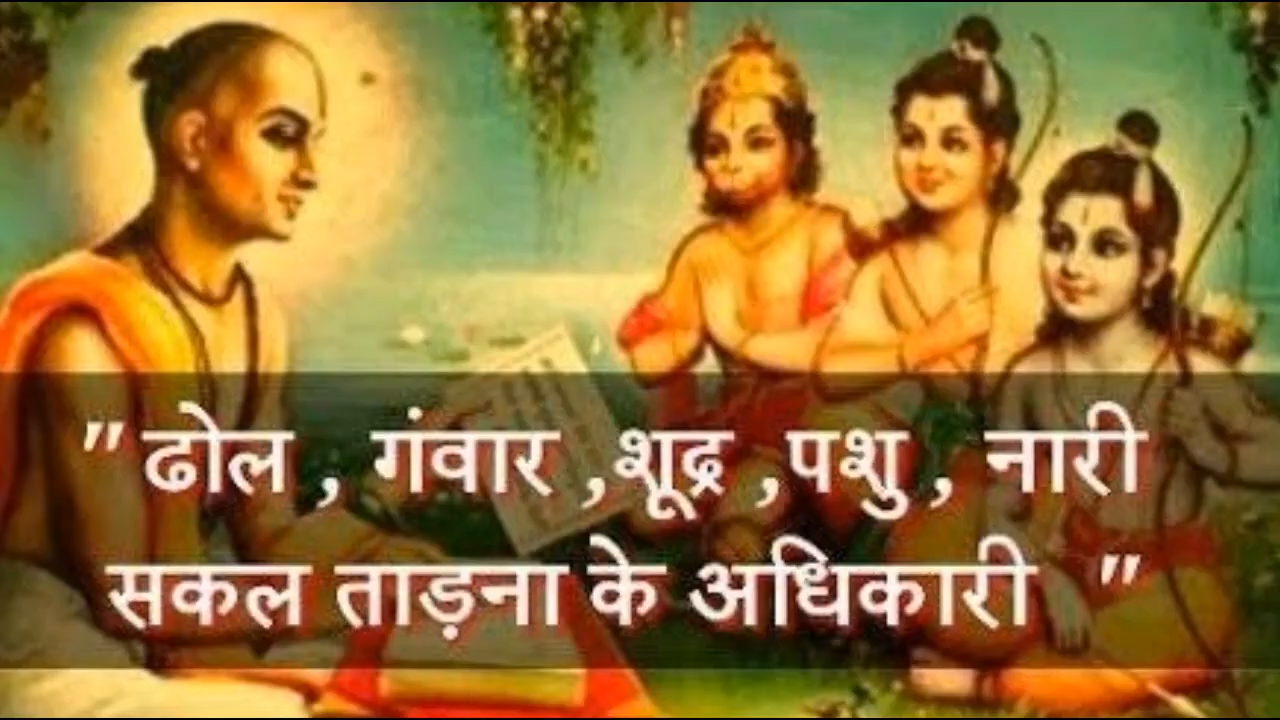 " ढोल , गंवार ,शूद्र ,पशु , नारी
सकल ताड़ना के अधिकारी "